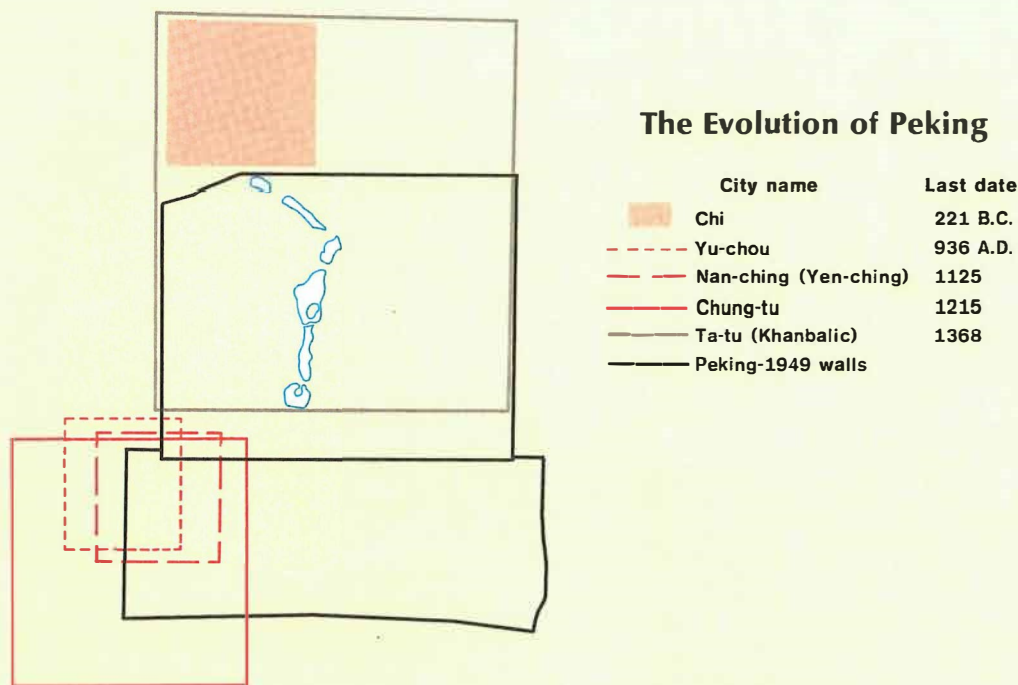 The Evolution of Peking
City name Last date
Chi 221 B.C.
Yu-chou 936 A.D.
Nan-ching (Yen-ching) 1125
Chung-tu 1215
Ta-tu (Khanbalic) 1368
Peking-1949 walls